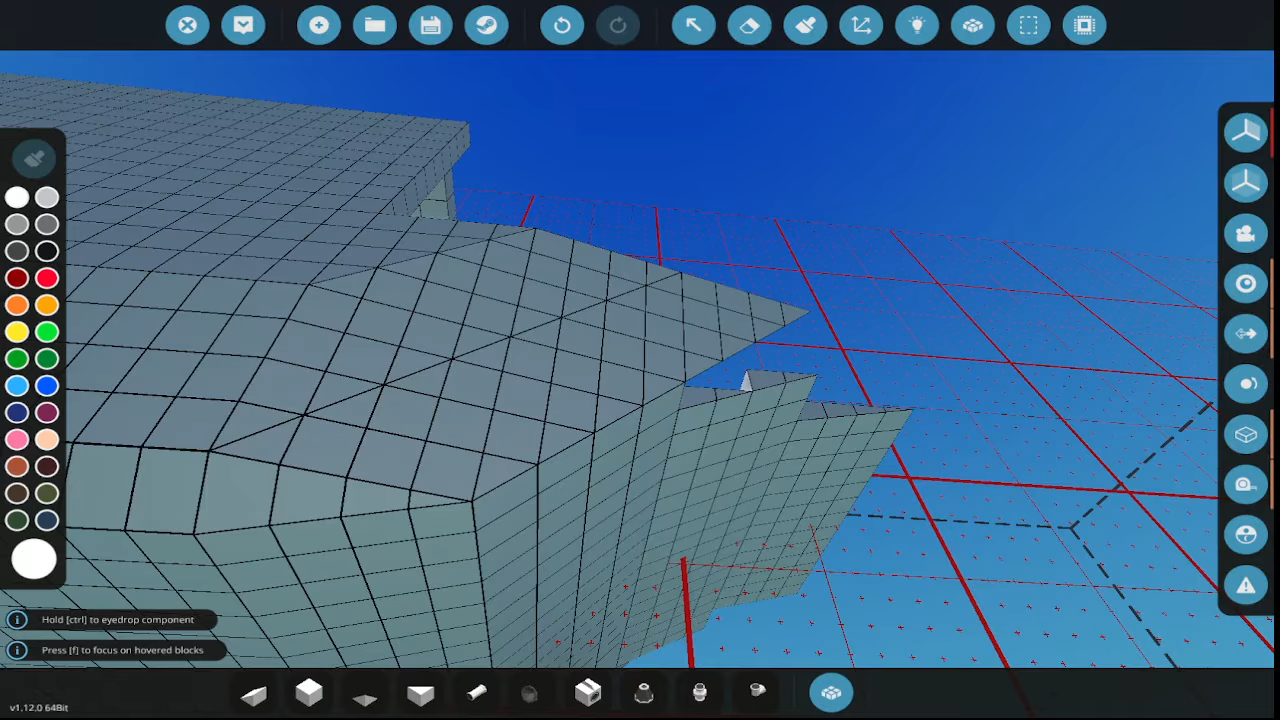 Hold [ctrl] to eyedrop component
Press [f] to focus on hovered blocks
v1.12.0 64Bit